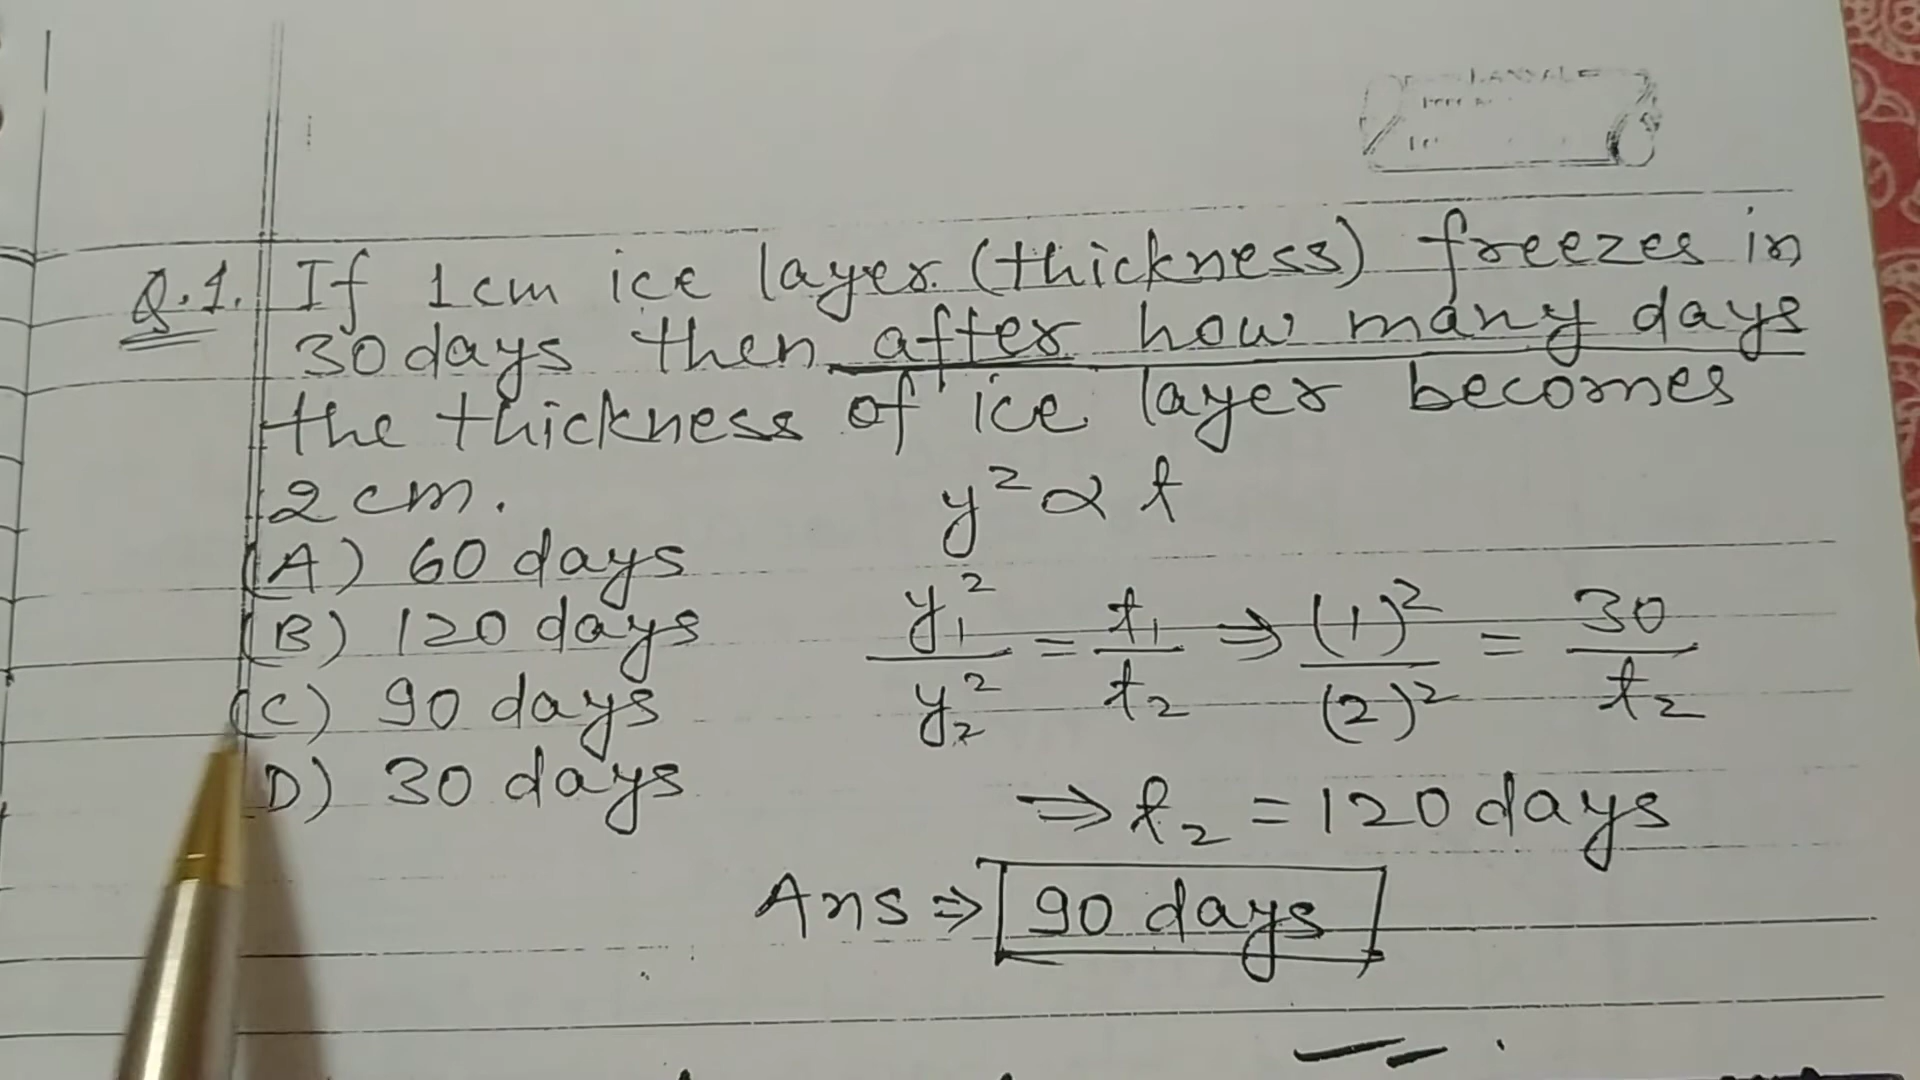 Q.1. If 1cm ice layer (thickness) freezes in
30 days then after how many days
the thickness of ice layer becomes
2 cm.
y² α t
(A) 60 days
(B) 120 days
(C) 90 days
(D) 30 days
y₁²/y₂² = t₁/t₂ ⇒ (1)²/(2)² = 30/t₂
⇒ t₂ = 120 days
Ans ⇒ 90 days